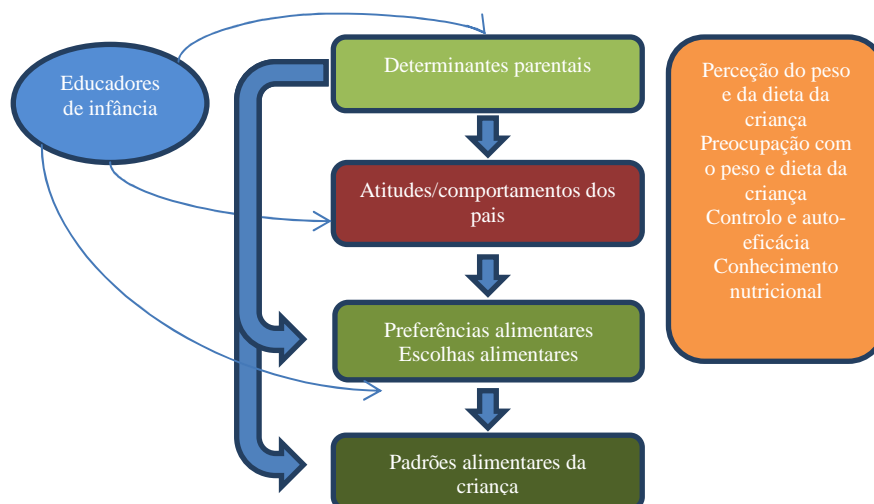 Educadores
de infância
Determinantes parentais
Atitudes/comportamentos dos
pais
Preferências alimentares
Escolhas alimentares
Padrões alimentares da
criança
Perceção do peso
e da dieta da
criança
Preocupação com
o peso e dieta da
criança
Controlo e auto-
eficácia
Conhecimento
nutricional